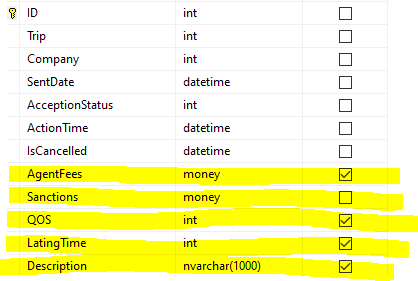 ID int
Trip int
Company int
SentDate datetime
AcceptionStatus int
ActionTime datetime
IsCancelled datetime
AgentFees money
Sanctions money
QOS int
LatingTime int
Description nvarchar(1000)